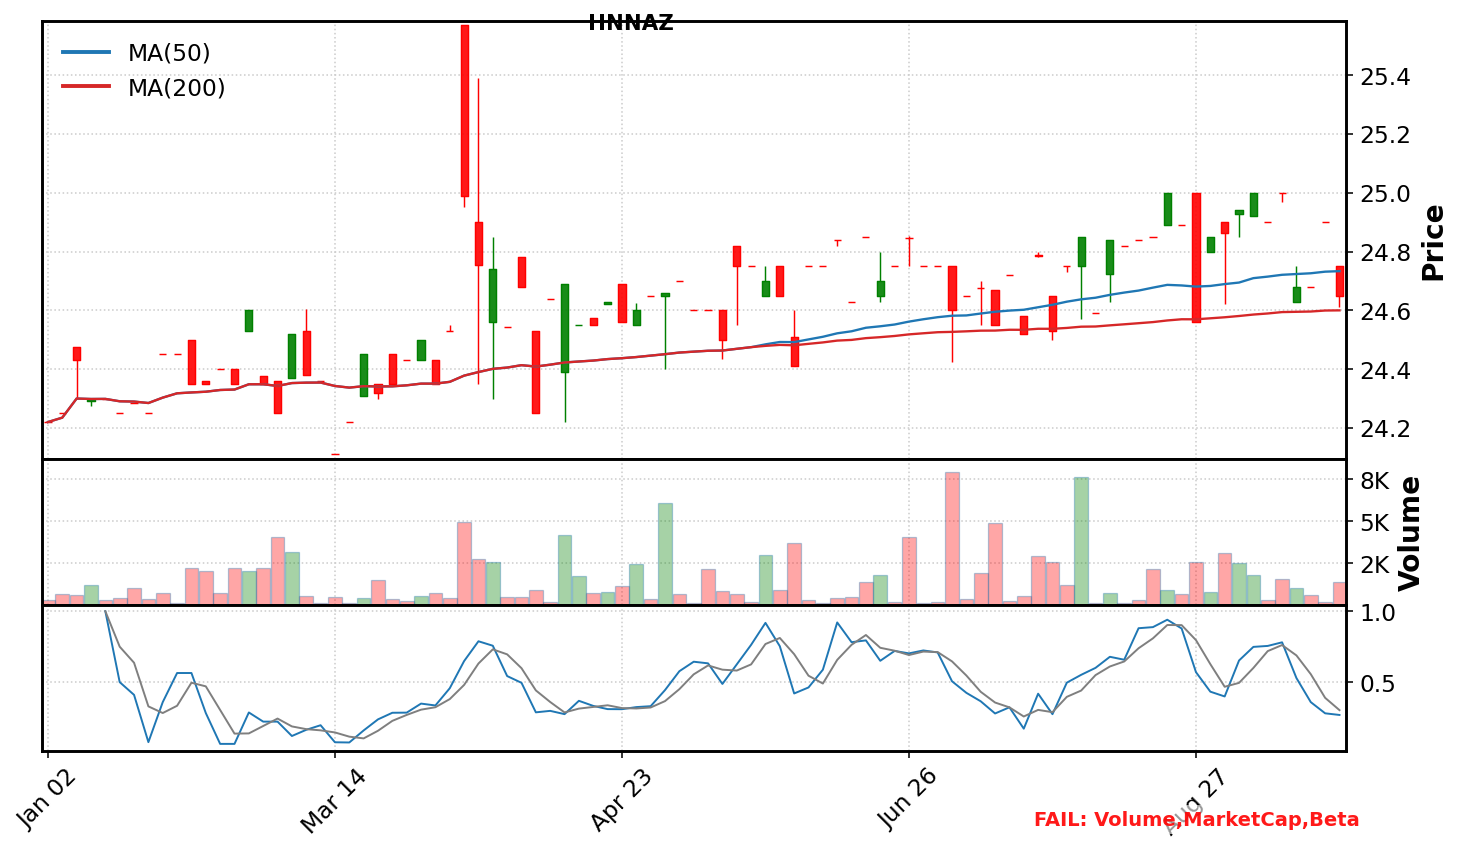 HNNAZ
MA(50)
MA(200)
25.4
25.2
25.0
24.8
24.6
24.4
24.2
Price
8K
5K
2K
Volume
1.0
0.5
Jan 02
Mar 14
Apr 23
Jun 26
Aug 27
FAIL: Volume,MarketCap,Beta